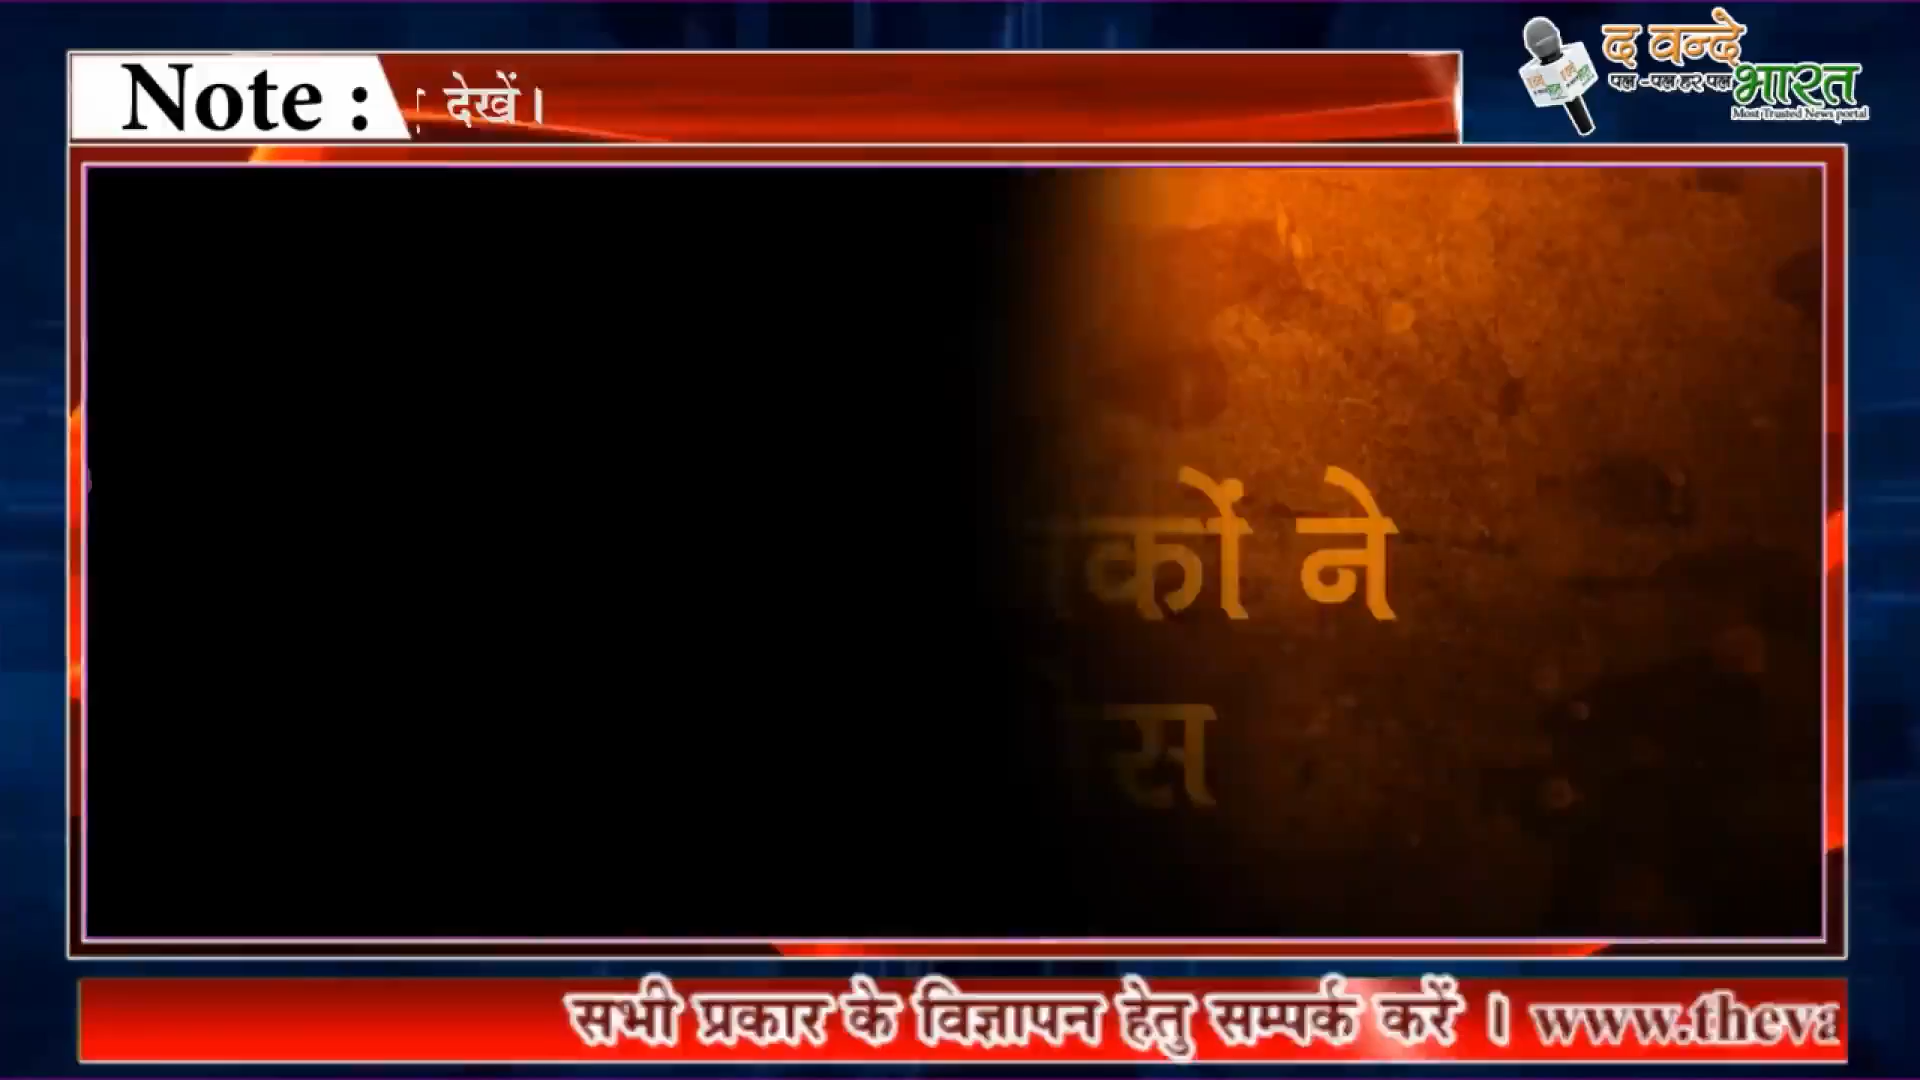 Note : देखें।
द वन्दे
पल -पल हर पल भारत
Most Trusted News portal
ने
सभी प्रकार के विज्ञापन हेतु सम्पर्क करें । www.theva